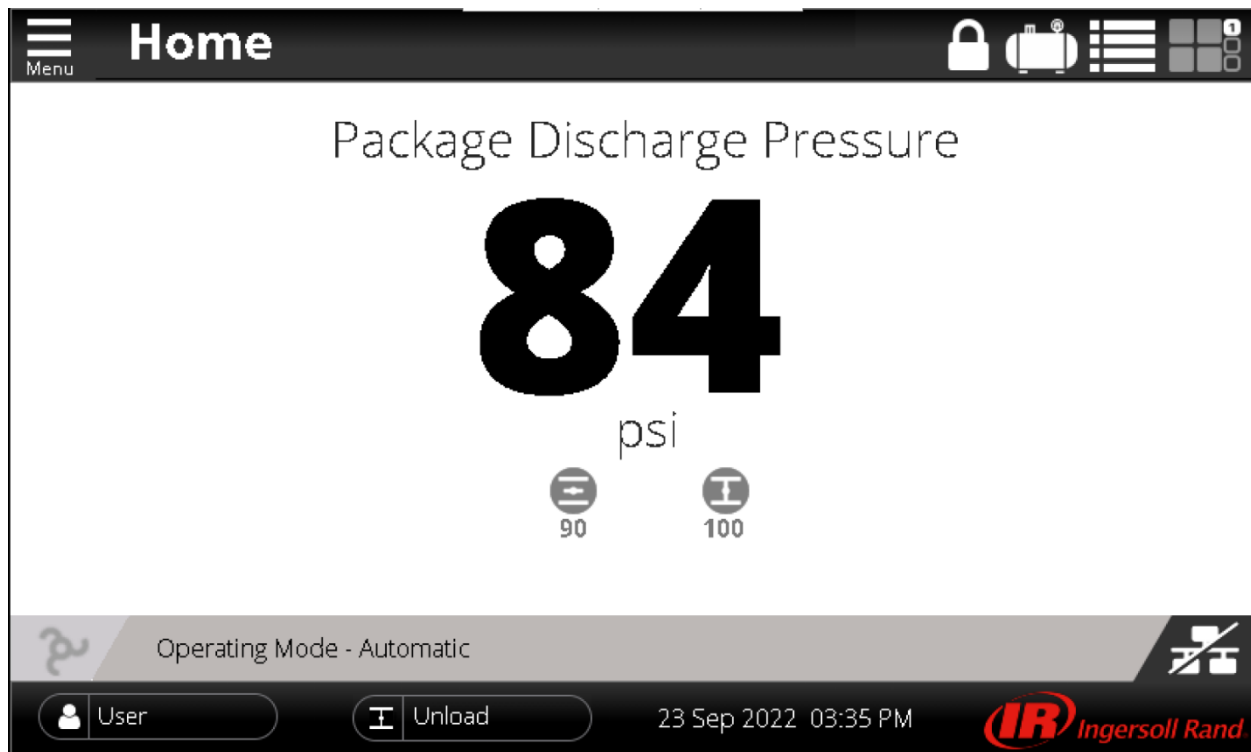 Menu
Home
1
Package Discharge Pressure
84
psi
90
100
Operating Mode - Automatic
User
Unload
23 Sep 2022 03:35 PM
IR Ingersoll Rand